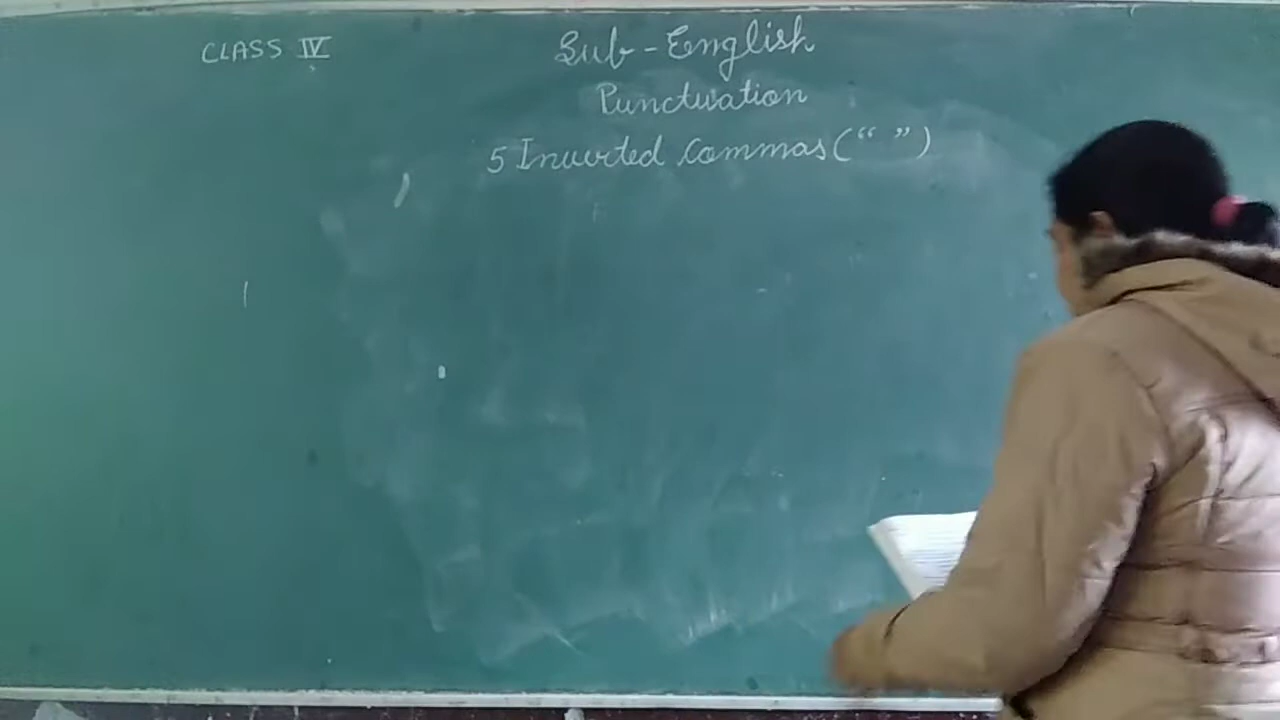 CLASS IV
Sub - English
Punctuation
5 Inverted Commas (“ ”)